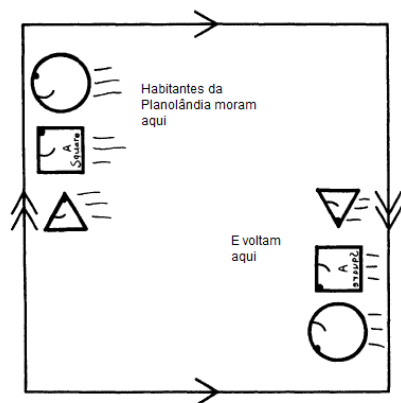 Habitantes da
Planolândia moram
aqui
A
Square
E voltam
aqui
A
Square